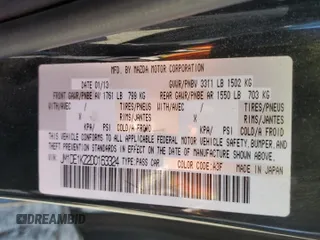 MFD. BY MAZDA MOTOR CORPORATION
DATE 01/13 GVWR/PNBV 3311 LB 1502 KG
FRONT GAWR/PNBE AV 1761 LB 799 KG REAR GAWR/PNBE AR 1550 LB 703 KG
WITH/AVEC TIRES/PNEUS WITH/AVEC TIRES/PNEUS
X RIMS/JANTES X RIMS/JANTES
KPA/ PSI COLD/A FROID KPA/ PSI COLD/A FROID
THIS VEHICLE CONFORMS TO ALL APPLICABLE FEDERAL MOTOR VEHICLE SAFETY, BUMPER, AND THEFT PREVENTION STANDARDS IN EFFECT ON THE DATE OF MANUFACTURE SHOWN ABOVE.
TYPE PASS CAR COLOR CODE: A3F
MADE IN JAPAN
DREAMBID